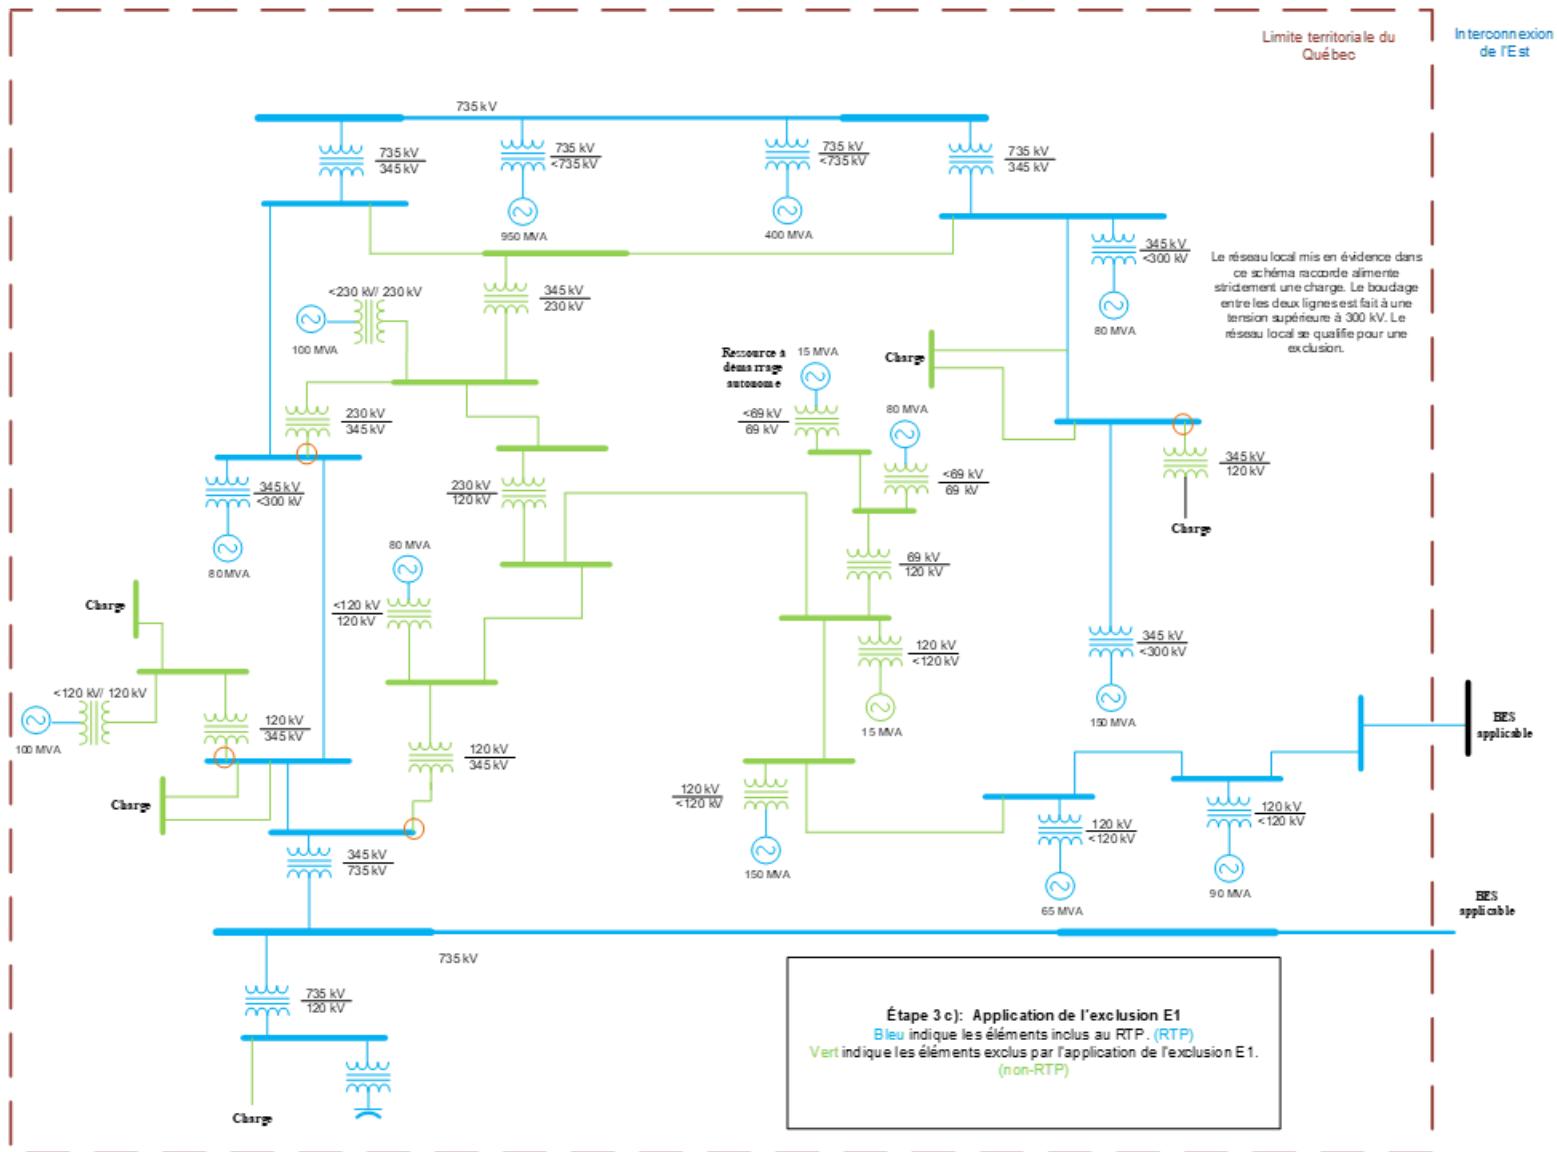 Limite territoriale du
Québec
Interconnexion
de l'Est
735 kV
735 kV
345 kV
735 kV
<735 kV
950 MVA
735 kV
<735 kV
400 MVA
735 kV
345 kV
345 kV
<300 kV
80 MVA
Le réseau local mis en évidence dans
ce schéma raccorde alimente
strictement une charge. Le bouclage
entre les deux lignes est fait à une
tension supérieure à 300 kV. Le
réseau local se qualifie pour une
exclusion.
<230 kV/ 230 kV
100 MVA
345 kV
230 kV
Ressource à
démarrage
autonome
15 MVA
Charge
230 kV
345 kV
<69 kV
69 kV
80 MVA
<69 kV
69 kV
345 kV
120 kV
Charge
345 kV
<300 kV
80 MVA
230 kV
120 kV
80 MVA
<120 kV
120 kV
69 kV
120 kV
Charge
<120 kV/ 120 kV
100 MVA
120 kV
345 kV
120 kV
<120 kV
15 MVA
345 kV
<300 kV
150 MVA
BES
applicable
120 kV
345 kV
Charge
120 kV
<120 kV
150 MVA
120 kV
<120 kV
65 MVA
120 kV
<120 kV
90 MVA
345 kV
735 kV
BES
applicable
735 kV
735 kV
120 kV
Charge
Étape 3 c): Application de l'exclusion E1
Bleu indique les éléments inclus au RTP. (RTP)
Vert indique les éléments exclus par l'application de l'exclusion E1.
(non-RTP)